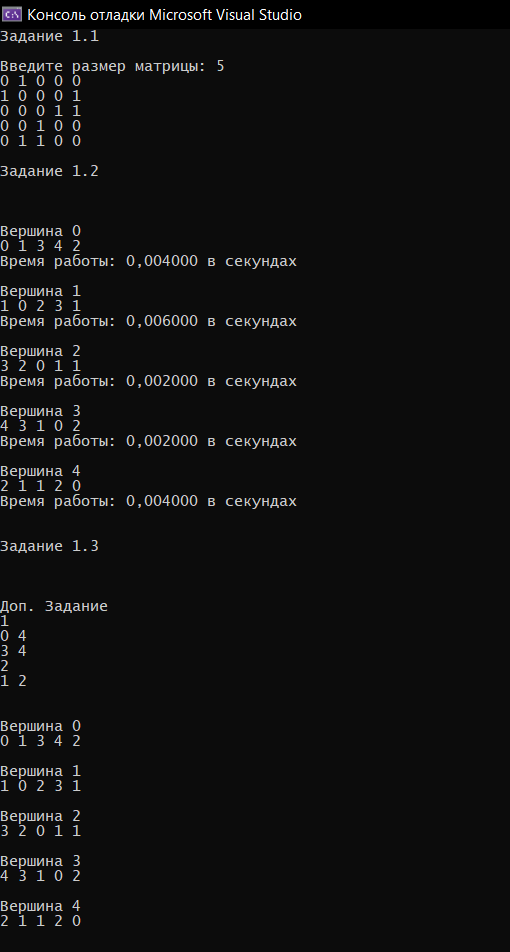 Консоль отладки Microsoft Visual Studio
Задание 1.1
Введите размер матрицы: 5
0 1 0 0 0
1 0 0 0 1
0 0 0 1 1
0 0 1 0 0
0 1 1 0 0
Задание 1.2
Вершина 0
0 1 3 4 2
Время работы: 0,004000 в секундах
Вершина 1
1 0 2 3 1
Время работы: 0,006000 в секундах
Вершина 2
3 2 0 1 1
Время работы: 0,002000 в секундах
Вершина 3
4 3 1 0 2
Время работы: 0,002000 в секундах
Вершина 4
2 1 1 2 0
Время работы: 0,004000 в секундах
Задание 1.3
Доп. Задание
1
0 4
3 4
2
1 2
Вершина 0
0 1 3 4 2
Вершина 1
1 0 2 3 1
Вершина 2
3 2 0 1 1
Вершина 3
4 3 1 0 2
Вершина 4
2 1 1 2 0